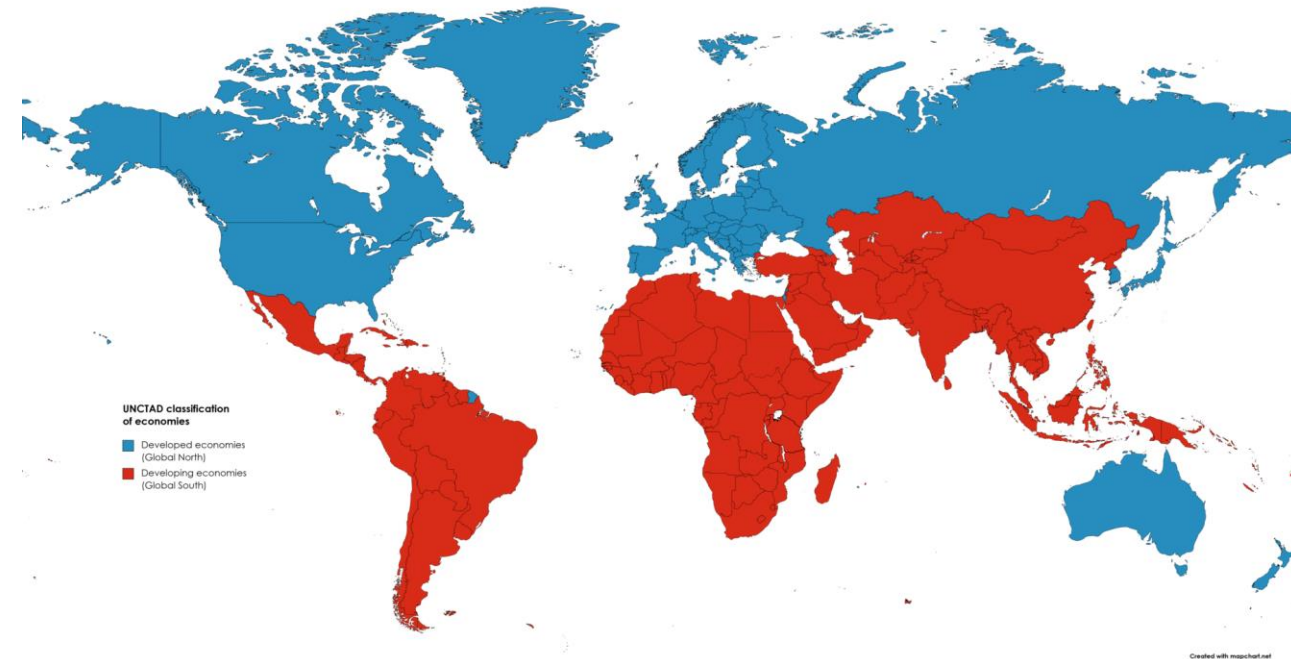 UNCTAD classification
of economies
Developed economies
(Global North)
Developing economies
(Global South)
Created with mapchart.net